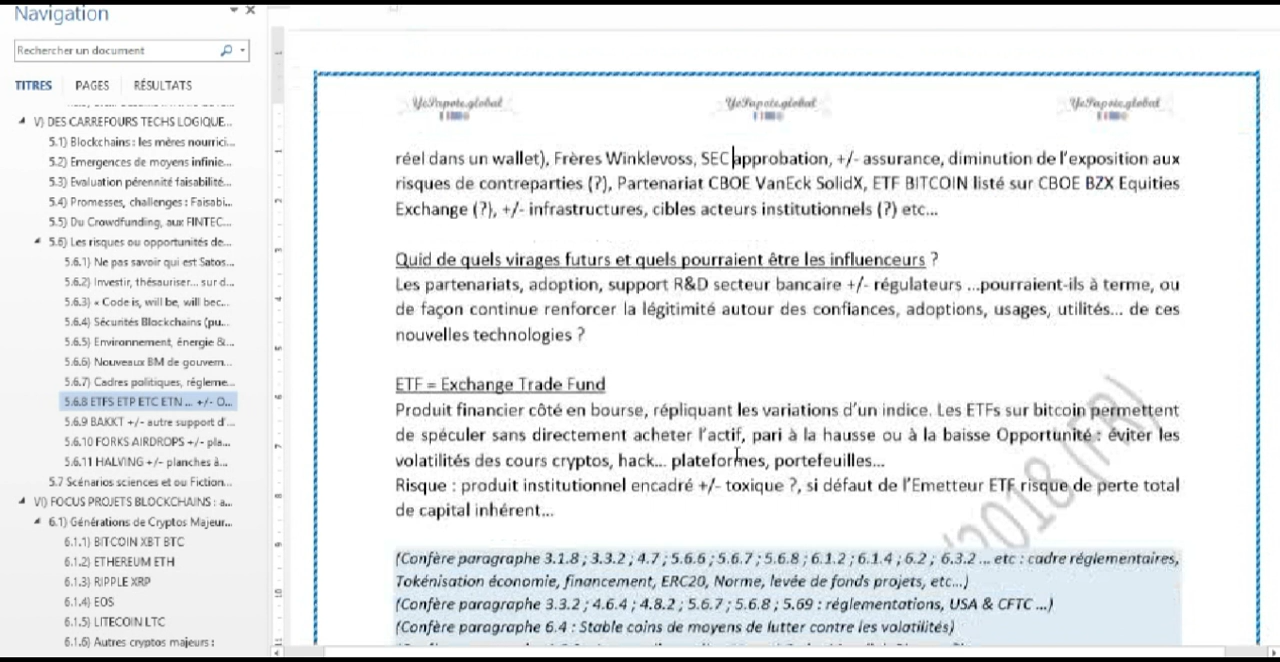 Navigation
Rechercher un document
TITRES PAGES RÉSULTATS
V) DES CARREFOURS TECHS LOGIQUE...
5.1) Blockchains : les mères nourrici...
5.2) Emergences de moyens infinie...
5.3) Evaluation pérennité faisabilité...
5.4) Promesses, challenges : Faisabi...
5.5) Du Crowdfunding, aux FINTEC...
5.6) Les risques ou opportunités de...
5.6.1) Ne pas savoir qui est Satos...
5.6.2) Investir, thésauriser... sur d...
5.6.3) « Code is, will be, will bec...
5.6.4) Sécurités Blockchains (pu...
5.6.5) Environnement, énergie &...
5.6.6) Nouveaux BM de gouvern...
5.6.7) Cadres politiques, régleme...
5.6.8 ETFS ETP ETC ETN ... +/- O...
5.6.9 BAKKT +/- autre support d'...
5.6.10 FORKS AIRDROPS +/- pla...
5.6.11 HALVING +/- planches à...
5.7 Scénarios sciences et ou Fiction...
VI) FOCUS PROJETS BLOCKCHAINS : a...
6.1) Générations de Cryptos Majeur...
6.1.1) BITCOIN XBT BTC
6.1.2) ETHEREUM ETH
6.1.3) RIPPLE XRP
6.1.4) EOS
6.1.5) LITECOIN LTC
6.1.6) Autres cryptos majeurs :
YePapote.global YePapote.global YePapote.global
réel dans un wallet), Frères Winklevoss, SEC approbation, +/- assurance, diminution de l'exposition aux
risques de contreparties (?), Partenariat CBOE VanEck SolidX, ETF BITCOIN listé sur CBOE BZX Equities
Exchange (?), +/- infrastructures, cibles acteurs institutionnels (?) etc...
Quid de quels virages futurs et quels pourraient être les influenceurs ?
Les partenariats, adoption, support R&D secteur bancaire +/- régulateurs ...pourraient-ils à terme, ou
de façon continue renforcer la légitimité autour des confiances, adoptions, usages, utilités... de ces
nouvelles technologies ?
ETF = Exchange Trade Fund
Produit financier côté en bourse, répliquant les variations d'un indice. Les ETFs sur bitcoin permettent
de spéculer sans directement acheter l'actif, pari à la hausse ou à la baisse Opportunité : éviter les
volatilités des cours cryptos, hack... plateformes, portefeuilles...
Risque : produit institutionnel encadré +/- toxique ?, si défaut de l'Emetteur ETF risque de perte total
de capital inhérent...
/2018 (FR)
(Confère paragraphe 3.1.8 ; 3.3.2 ; 4.7 ; 5.6.6 ; 5.6.7 ; 5.6.8 ; 6.1.2 ; 6.1.4 ; 6.2 ; 6.3.2 ... etc : cadre réglementaires,
Tokénisation économie, financement, ERC20, Norme, levée de fonds projets, etc...)
(Confère paragraphe 3.3.2 ; 4.6.4 ; 4.8.2 ; 5.6.7 ; 5.6.8 ; 5.69 : réglementations, USA & CFTC ...)
(Confère paragraphe 6.4 : Stable coins de moyens de lutter contre les volatilités)